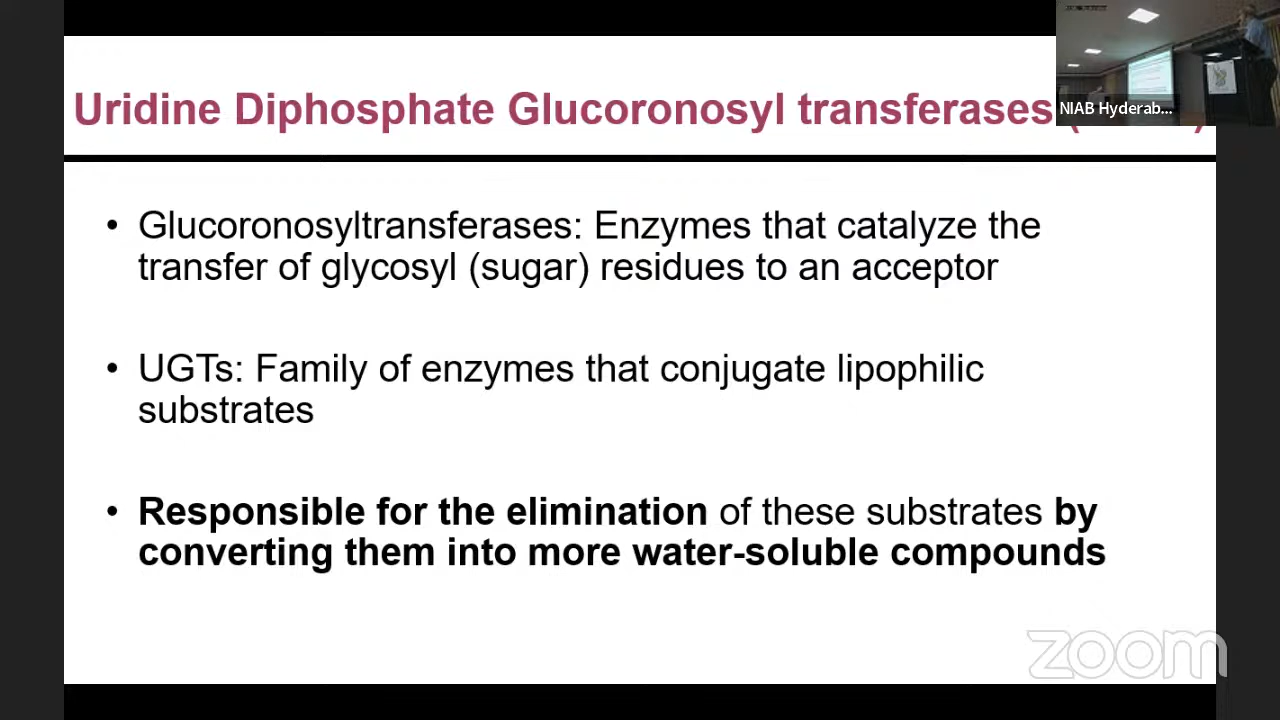 Uridine Diphosphate Glucoronosyl transferases (
NIAB Hyderab...
• Glucoronosyltransferases: Enzymes that catalyze the
transfer of glycosyl (sugar) residues to an acceptor
• UGTs: Family of enzymes that conjugate lipophilic
substrates
• Responsible for the elimination of these substrates by
converting them into more water-soluble compounds
zoom